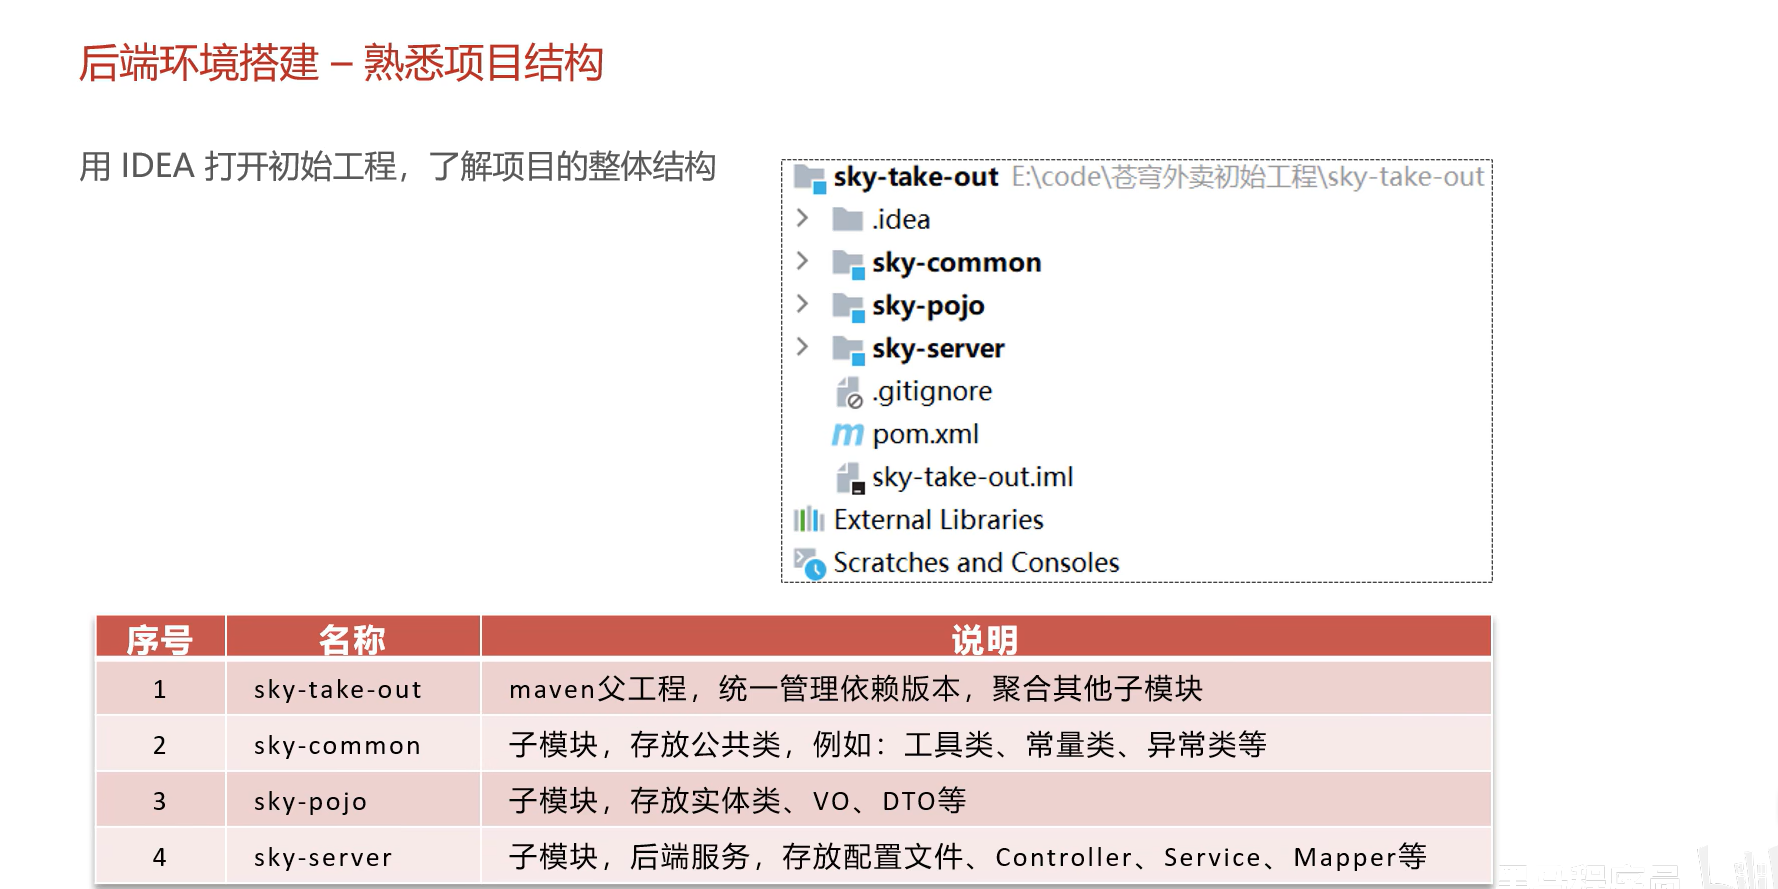 后端环境搭建 – 熟悉项目结构
用 IDEA 打开初始工程，了解项目的整体结构
sky-take-out E:\code\苍穹外卖初始工程\sky-take-out
.idea
sky-common
sky-pojo
sky-server
.gitignore
pom.xml
sky-take-out.iml
External Libraries
Scratches and Consoles
序号 名称 说明
1 sky-take-out maven父工程，统一管理依赖版本，聚合其他子模块
2 sky-common 子模块，存放公共类，例如：工具类、常量类、异常类等
3 sky-pojo 子模块，存放实体类、VO、DTO等
4 sky-server 子模块，后端服务，存放配置文件、Controller、Service、Mapper等